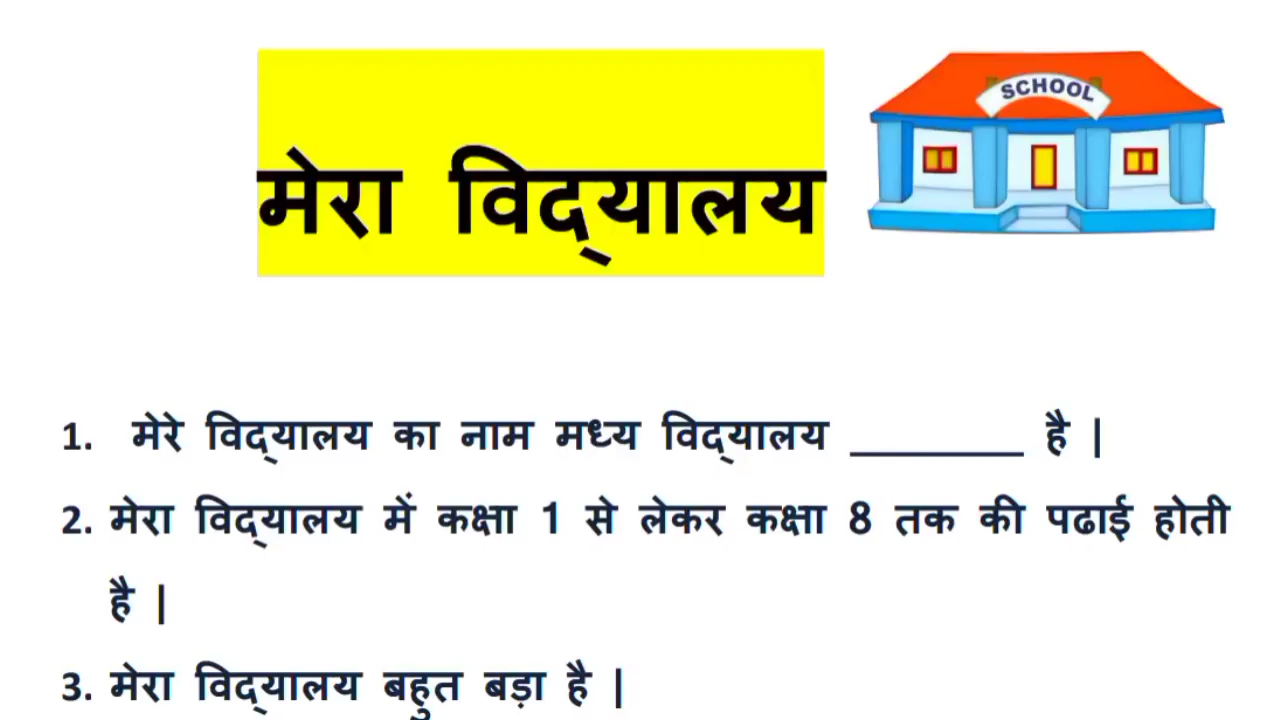 मेरा विद्यालय
SCHOOL
1. मेरे विद्यालय का नाम मध्य विद्यालय ________ है |
2. मेरा विद्यालय में कक्षा 1 से लेकर कक्षा 8 तक की पढाई होती
है |
3. मेरा विद्यालय बहुत बड़ा है |